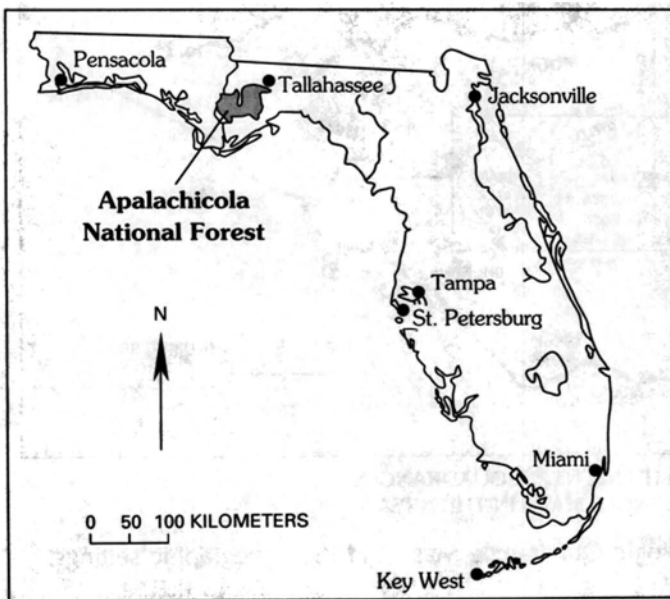 Pensacola
Tallahassee
Jacksonville
Apalachicola
National Forest
Tampa
St. Petersburg
N
Miami
0 50 100 KILOMETERS
Key West